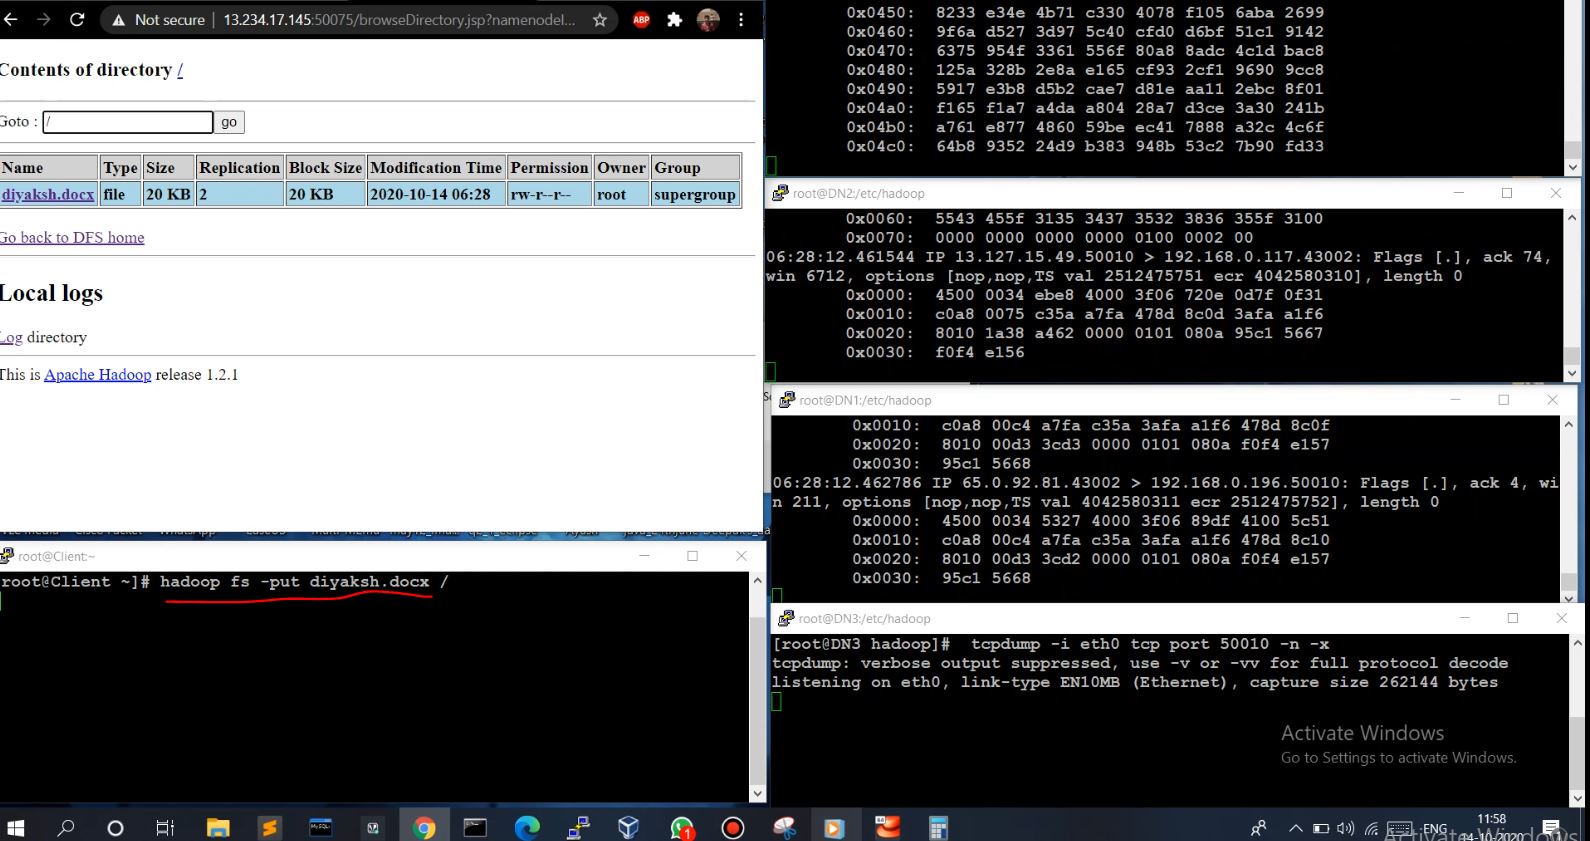 Not secure | 13.234.17.145:50075/browseDirectory.jsp?namenodel...
ABP
Contents of directory /
Goto : / go
Name Type Size Replication Block Size Modification Time Permission Owner Group
diyaksh.docx file 20 KB 2 20 KB 2020-10-14 06:28 rw-r--r-- root supergroup
Go back to DFS home
Local logs
Log directory
This is Apache Hadoop release 1.2.1
0x0450: 8233 e34e 4b71 c330 4078 f105 6aba 2699
0x0460: 9f6a d527 3d97 5c40 cfd0 d6bf 51c1 9142
0x0470: 6375 954f 3361 556f 80a8 8adc 4c1d bac8
0x0480: 125a 328b 2e8a e165 cf93 2cf1 9690 9cc8
0x0490: 5917 e3b8 d5b2 cae7 d81e aa11 2ebc 8f01
0x04a0: f165 f1a7 a4da a804 28a7 d3ce 3a30 241b
0x04b0: a761 e877 4860 59be ec41 7888 a32c 4c6f
0x04c0: 64b8 9352 24d9 b383 948b 53c2 7b90 fd33
root@DN2:/etc/hadoop
0x0060: 5543 455f 3135 3437 3532 3836 355f 3100
0x0070: 0000 0000 0000 0000 0100 0002 00
06:28:12.461544 IP 13.127.15.49.50010 > 192.168.0.117.43002: Flags [.], ack 74,
win 6712, options [nop,nop,TS val 2512475751 ecr 4042580310], length 0
0x0000: 4500 0034 ebe8 4000 3f06 720e 0d7f 0f31
0x0010: c0a8 0075 c35a a7fa 478d 8c0d 3afa a1f6
0x0020: 8010 1a38 a462 0000 0101 080a 95c1 5667
0x0030: f0f4 e156
root@DN1:/etc/hadoop
0x0010: c0a8 00c4 a7fa c35a 3afa a1f6 478d 8c0f
0x0020: 8010 00d3 3cd3 0000 0101 080a f0f4 e157
0x0030: 95c1 5668
06:28:12.462786 IP 65.0.92.81.43002 > 192.168.0.196.50010: Flags [.], ack 4, wi
n 211, options [nop,nop,TS val 4042580311 ecr 2512475752], length 0
0x0000: 4500 0034 5327 4000 3f06 89df 4100 5c51
0x0010: c0a8 00c4 a7fa c35a 3afa a1f6 478d 8c10
0x0020: 8010 00d3 3cd2 0000 0101 080a f0f4 e157
0x0030: 95c1 5668
root@Client:~
root@Client ~]# hadoop fs -put diyaksh.docx /
root@DN3:/etc/hadoop
[root@DN3 hadoop]# tcpdump -i eth0 tcp port 50010 -n -x
tcpdump: verbose output suppressed, use -v or -vv for full protocol decode
listening on eth0, link-type EN10MB (Ethernet), capture size 262144 bytes
Activate Windows
Go to Settings to activate Windows.
MySQL
1
ENG
11:58
14-10-2020
Activate Windows